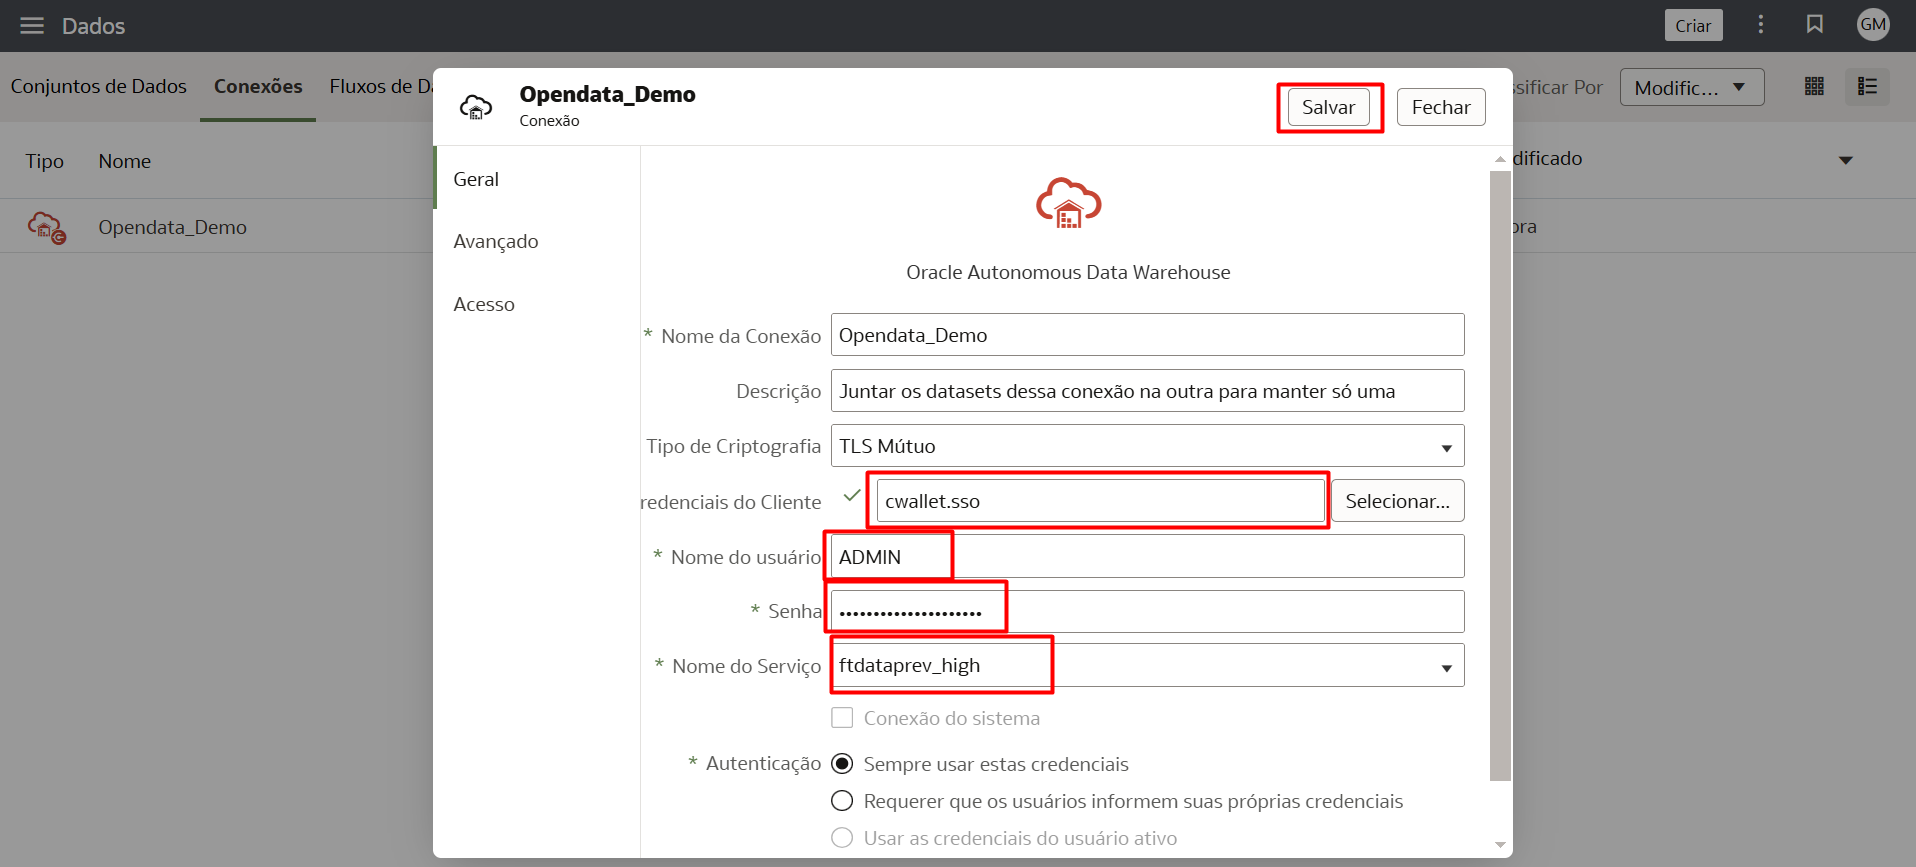 Dados
Criar
GM
Conjuntos de Dados
Conexões
Fluxos de Da
ssificar Por
Modific...
Tipo
Nome
dificado
Opendata_Demo
ora
Opendata_Demo
Conexão
Salvar
Fechar
Geral
Avançado
Acesso
Oracle Autonomous Data Warehouse
* Nome da Conexão
Opendata_Demo
Descrição
Juntar os datasets dessa conexão na outra para manter só uma
Tipo de Criptografia
TLS Mútuo
redenciais do Cliente
cwallet.sso
Selecionar...
* Nome do usuário
ADMIN
* Senha
•••••••••••••••••••••
* Nome do Serviço
ftdataprev_high
Conexão do sistema
* Autenticação
Sempre usar estas credenciais
Requerer que os usuários informem suas próprias credenciais
Usar as credenciais do usuário ativo